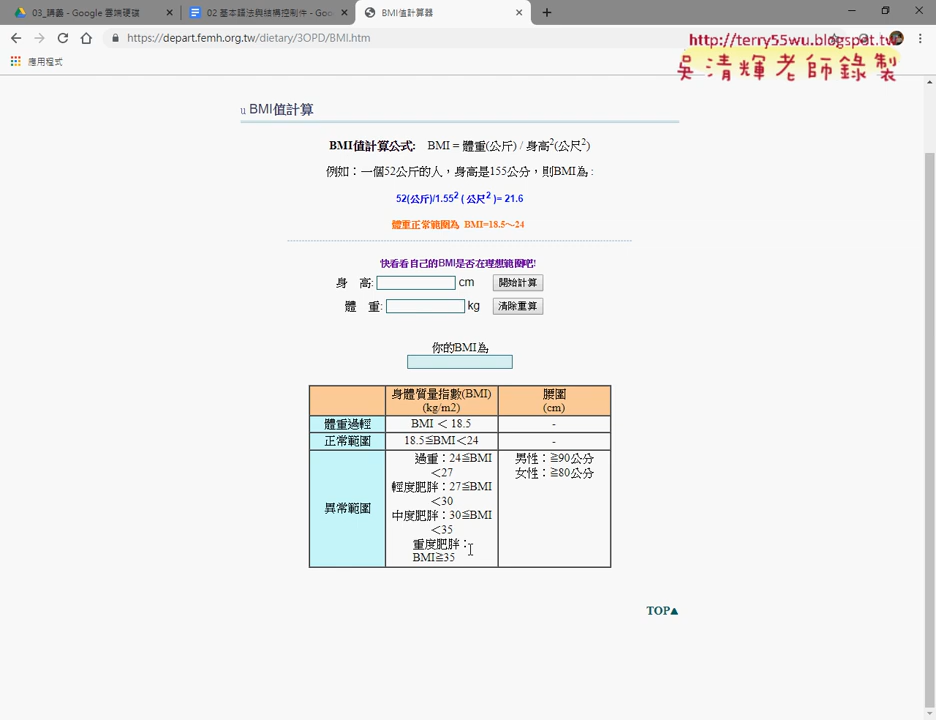 03_講義 - Google 雲端硬碟
02 基本語法與結構控制件 - Goo
BMI值計算器
https://depart.femh.org.tw/dietary/3OPD/BMI.htm
http://terry55wu.blogspot.tw
應用程式
吳清輝老師錄製
u BMI值計算
BMI值計算公式: BMI = 體重(公斤) / 身高2(公尺2)
例如：一個52公斤的人，身高是155公分，則BMI為 :
52(公斤)/1.552 ( 公尺2 )= 21.6
體重正常範圍為 BMI=18.5～24
快看看自己的BMI是否在理想範圍吧!
身 高: cm 開始計算
體 重: kg 清除重算
你的BMI為
身體質量指數(BMI) 腰圍
(kg/m2) (cm)
體重過輕 BMI < 18.5 -
正常範圍 18.5≦BMI<24 -
過重：24≦BMI 男性：≧90公分
<27 女性：≧80公分
輕度肥胖：27≦BMI
<30
異常範圍
中度肥胖：30≦BMI
<35
重度肥胖：
BMI≧35
TOP▲